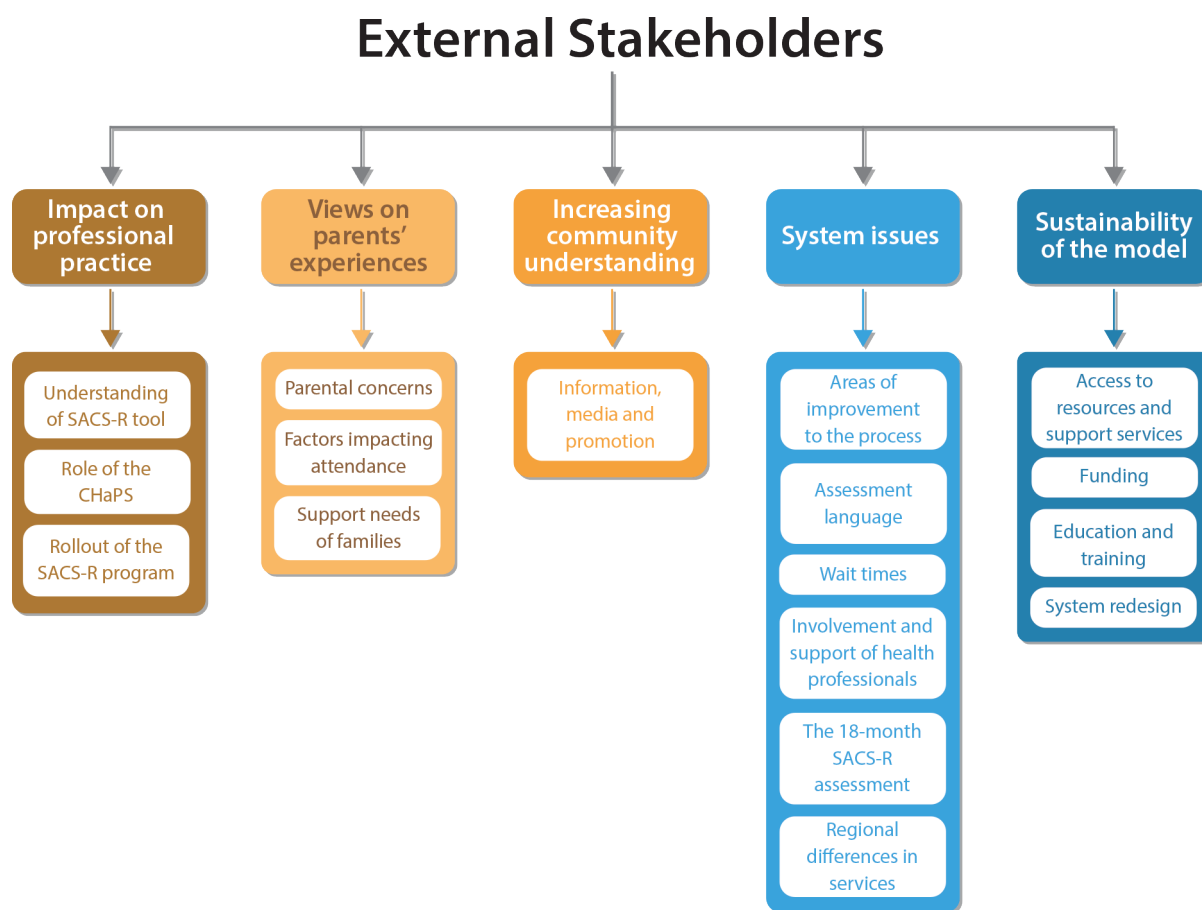 External Stakeholders
Impact on
professional
practice
Understanding
of SACS-R tool
Role of the
CHaPS
Rollout of the
SACS-R program
Views on
parents’
experiences
Parental concerns
Factors impacting
attendance
Support needs
of families
Increasing
community
understanding
Information,
media and
promotion
System issues
Areas of
improvement
to the process
Assessment
language
Wait times
Involvement and
support of health
professionals
The 18-month
SACS-R
assessment
Regional
differences in
services
Sustainability
of the model
Access to
resources and
support services
Funding
Education and
training
System redesign